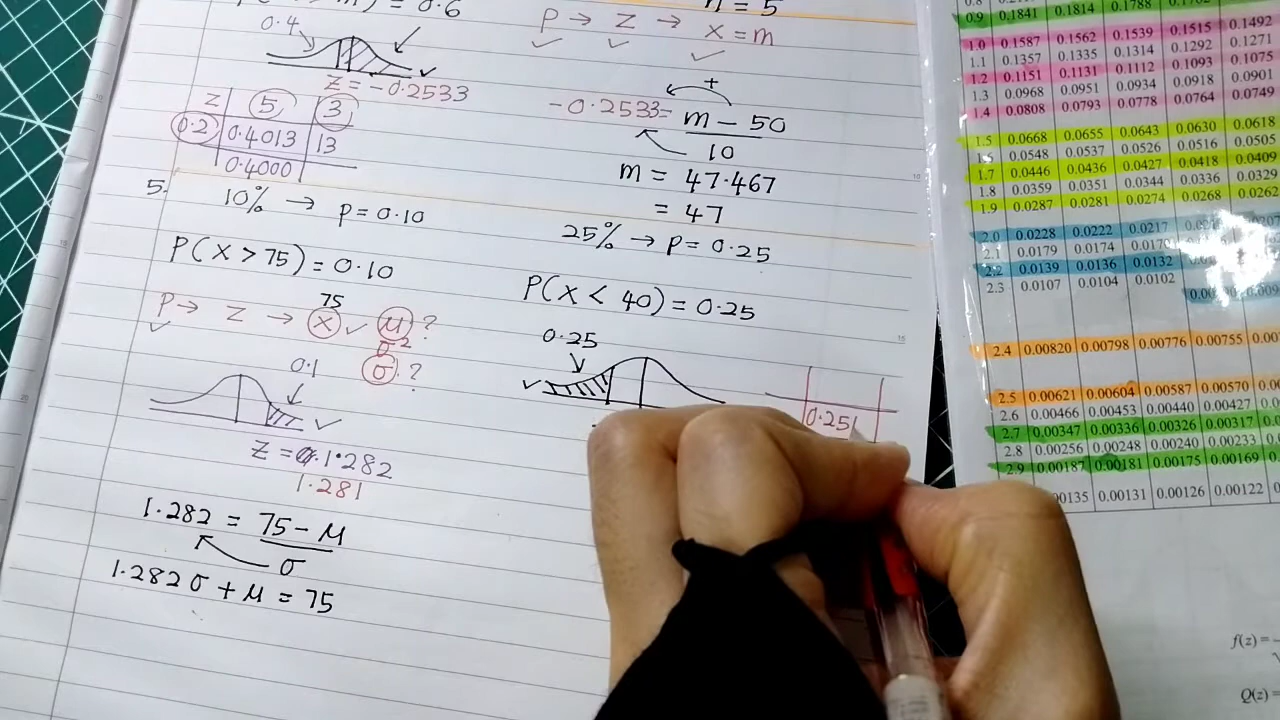 ) = 0.6
n = 5
0.4
P → Z → x = m
Z = -0.2533
-0.2533 = m - 50
+
10
Z 5 3
0.2 0.4013 13
0.4000
m = 47.467
= 47
5.
10% → P = 0.10
25% → P = 0.25
P(X > 75) = 0.10
P(X < 40) = 0.25
75
P → Z → X μ ?
σ ?
0.1
0.25
0.251
Z = 1.282
1.281
1.282 = 75 - μ
σ
1.282σ + μ = 75
0.9 0.1841 0.1814 0.1788
1.0 0.1587 0.1562 0.1539 0.1515 0.1492
1.1 0.1357 0.1335 0.1314 0.1292 0.1271
1.2 0.1151 0.1131 0.1112 0.1093 0.1075
1.3 0.0968 0.0951 0.0934 0.0918 0.0901
1.4 0.0808 0.0793 0.0778 0.0764 0.0749
1.5 0.0668 0.0655 0.0643 0.0630 0.0618
1.6 0.0548 0.0537 0.0526 0.0516 0.0505
1.7 0.0446 0.0436 0.0427 0.0418 0.0409
1.8 0.0359 0.0351 0.0344 0.0336 0.0329
1.9 0.0287 0.0281 0.0274 0.0268 0.0262
2.0 0.0228 0.0222 0.0217
2.1 0.0179 0.0174 0.0170
2.2 0.0139 0.0136 0.0132
2.3 0.0107 0.0104 0.0102
2.4 0.00820 0.00798 0.00776 0.00755
2.5 0.00621 0.00604 0.00587 0.00570
2.6 0.00466 0.00453 0.00440 0.00427
2.7 0.00347 0.00336 0.00326 0.00317
2.8 0.00256 0.00248 0.00240 0.00233
2.9 0.00187 0.00181 0.00175 0.00169
00135 0.00131 0.00126 0.00122
f(z) =
Q(z) =